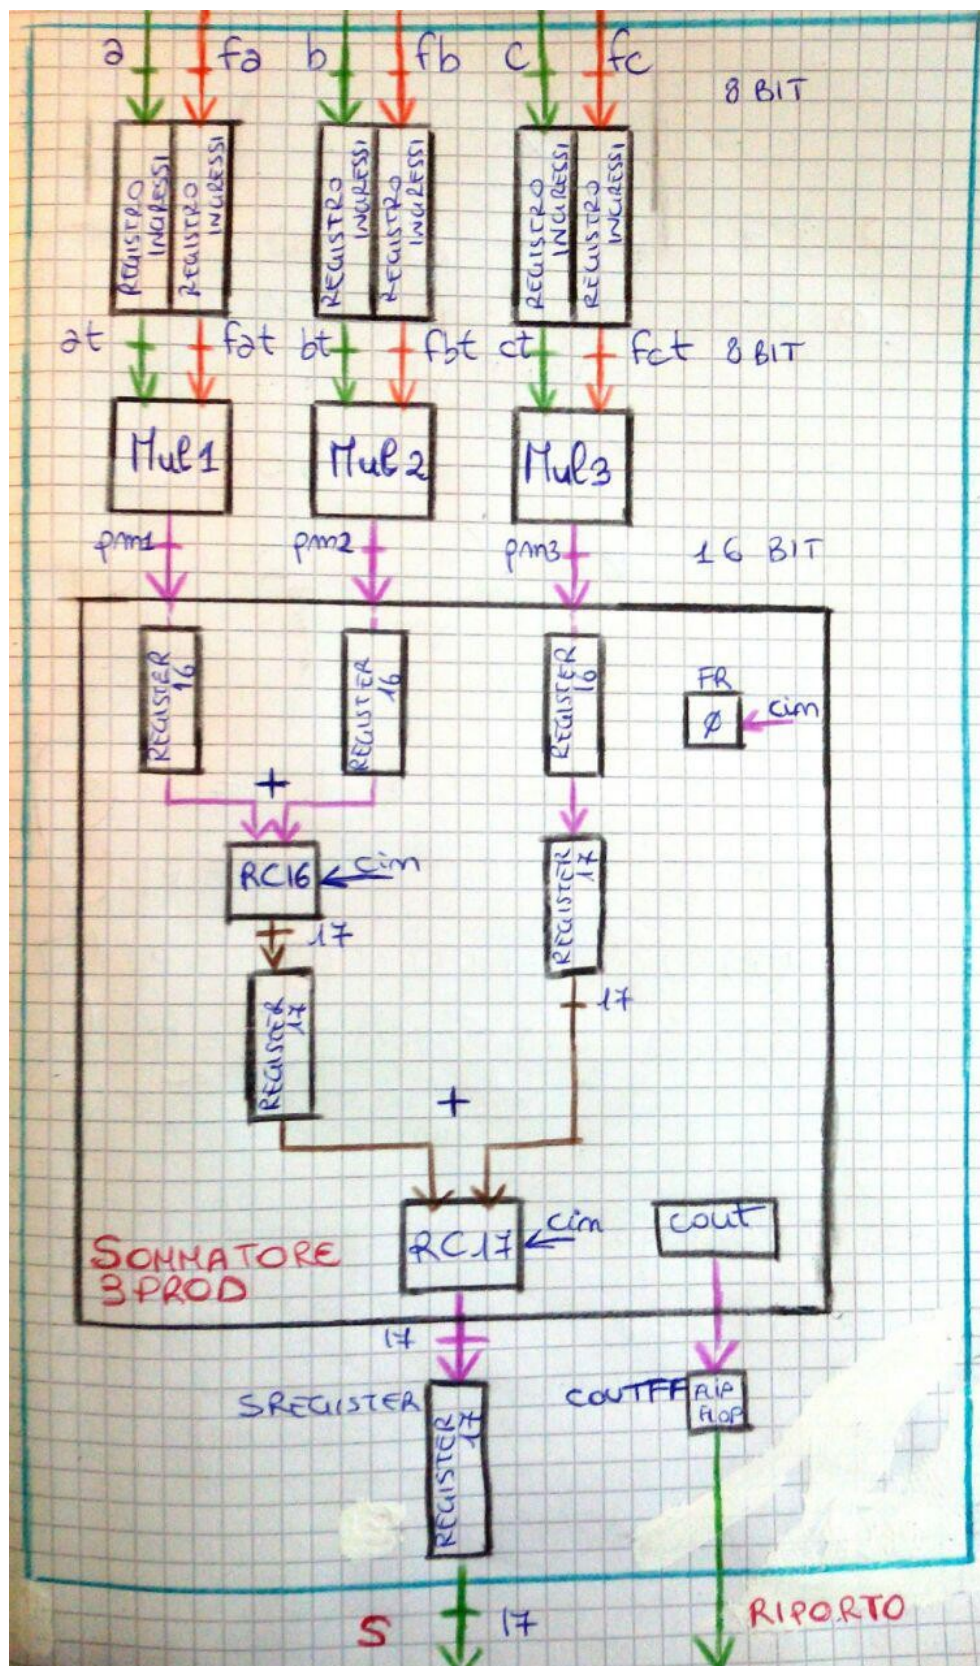 a fa b fb c fc
8 BIT
REGISTRO INGRESSI
REGISTRO INGRESSI
REGISTRO INGRESSI
REGISTRO INGRESSI
REGISTRO INGRESSI
REGISTRO INGRESSI
at fat bt fbt ct fct 8 BIT
Mul1 Mul2 Mul3
pm1 pm2 pm3 16 BIT
REGISTER 16
REGISTER 16
REGISTER 16
FR
ø cim
+
RC16 cim
REGISTER 17
17
17
REGISTER 17
+
RC17 cim
cout
SOMMATORE
3PROD
17
SREGISTER
REGISTER 17
COUTFF
FLIP
FLOP
S 17
RIPORTO